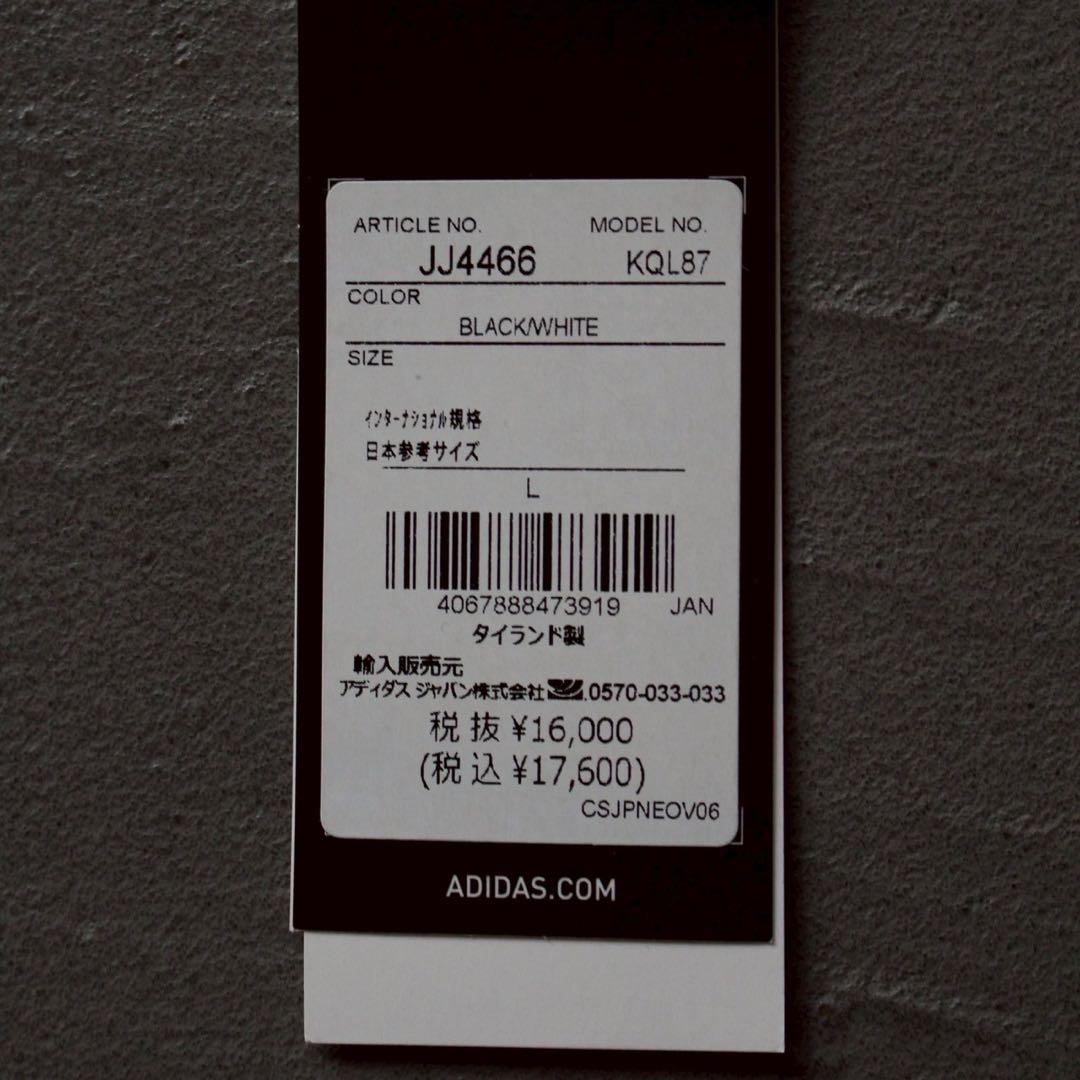 ARTICLE NO. MODEL NO.
JJ4466 KQL87
COLOR
BLACK/WHITE
SIZE
インターナショナル規格
日本参考サイズ
L
4067888473919 JAN
タイランド製
輸入販売元
アディダス ジャパン株式会社 .0570-033-033
税抜 ¥16,000
(税込 ¥17,600)
CSJPNEOV06
ADIDAS.COM